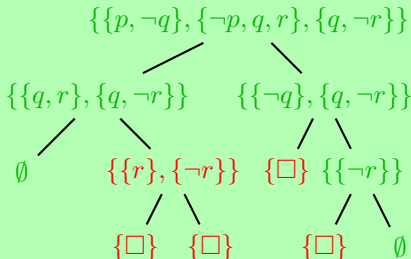 {{p, ¬q}, {¬p, q, r}, {q, ¬r}}
{{q, r}, {q, ¬r}} {{¬q}, {q, ¬r}}
∅ {{r}, {¬r}} {□} {{¬r}}
{□} {□} {□} ∅